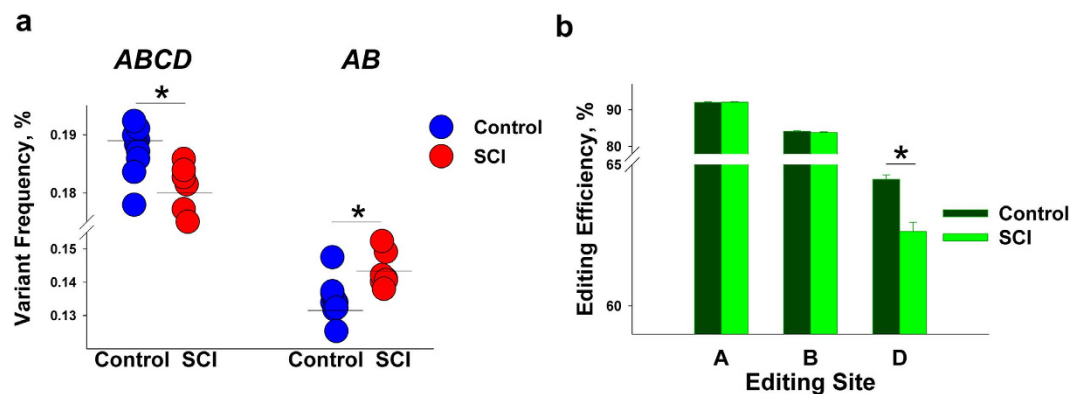 a
ABCD
AB
*
*
Variant Frequency, %
0.19
0.18
0.15
0.14
0.13
Control SCI
Control SCI
Control
SCI
b
Editing Efficiency, %
90
80
65
60
*
A B D
Editing Site
Control
SCI